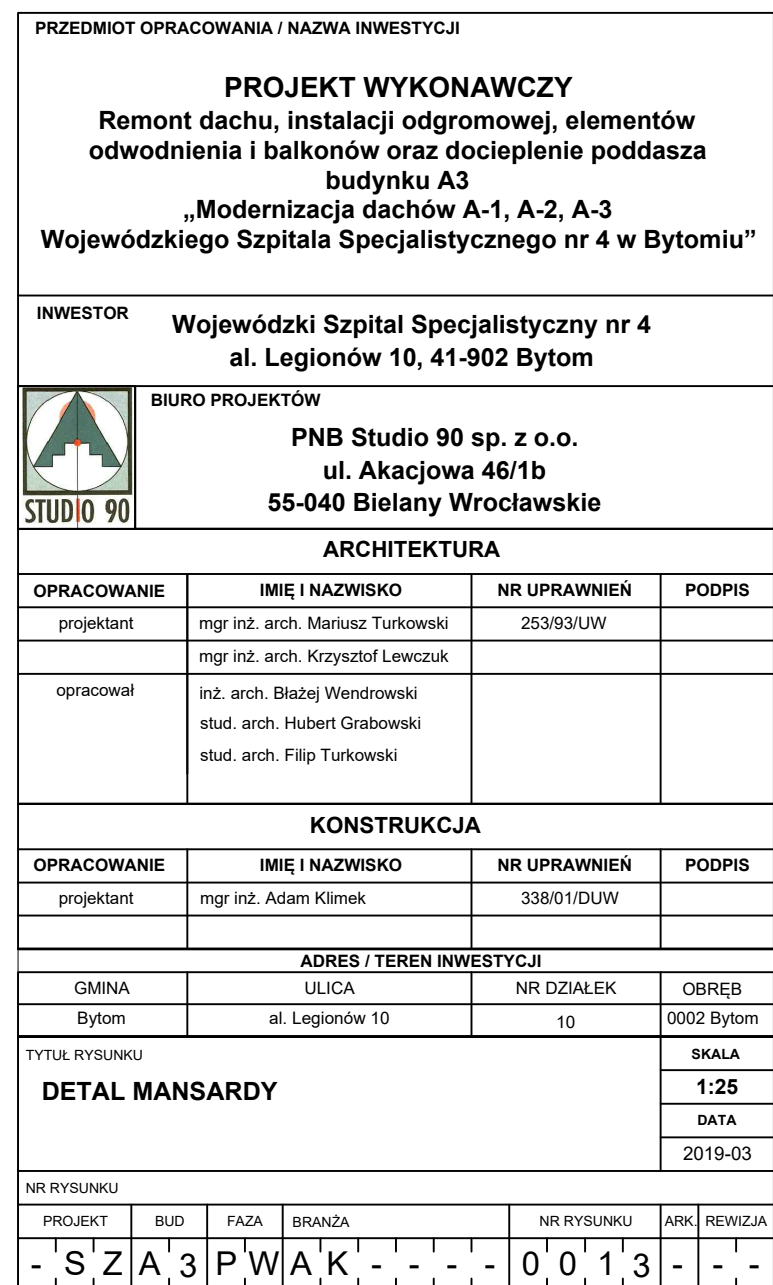 PRZEDMIOT OPRACOWANIA / NAZWA INWESTYCJI
PROJEKT WYKONAWCZY
Remont dachu, instalacji odgromowej, elementów
odwodnienia i balkonów oraz docieplenie poddasza
budynku A3
„Modernizacja dachów A-1, A-2, A-3
Wojewódzkiego Szpitala Specjalistycznego nr 4 w Bytomiu”
INWESTOR
Wojewódzki Szpital Specjalistyczny nr 4
al. Legionów 10, 41-902 Bytom
STUDIO 90
BIURO PROJEKTÓW
PNB Studio 90 sp. z o.o.
ul. Akacjowa 46/1b
55-040 Bielany Wrocławskie
ARCHITEKTURA
OPRACOWANIE IMIĘ I NAZWISKO NR UPRAWNIEŃ PODPIS
projektant mgr inż. arch. Mariusz Turkowski 253/93/UW
mgr inż. arch. Krzysztof Lewczuk
opracował inż. arch. Błażej Wendrowski
stud. arch. Hubert Grabowski
stud. arch. Filip Turkowski
KONSTRUKCJA
OPRACOWANIE IMIĘ I NAZWISKO NR UPRAWNIEŃ PODPIS
projektant mgr inż. Adam Klimek 338/01/DUW
ADRES / TEREN INWESTYCJI
GMINA ULICA NR DZIAŁEK OBRĘB
Bytom al. Legionów 10 10 0002 Bytom
TYTUŁ RYSUNKU SKALA
DETAL MANSARDY 1:25
DATA
2019-03
NR RYSUNKU
PROJEKT BUD FAZA BRANŻA NR RYSUNKU ARK. REWIZJA
- S Z A 3 P W A K - - - - 0 0 1 3 - - -